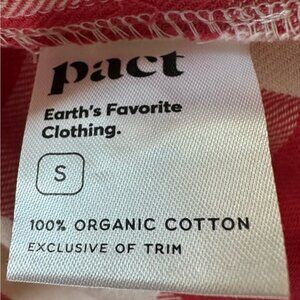 pact
Earth's Favorite
Clothing.
S
100% ORGANIC COTTON
EXCLUSIVE OF TRIM